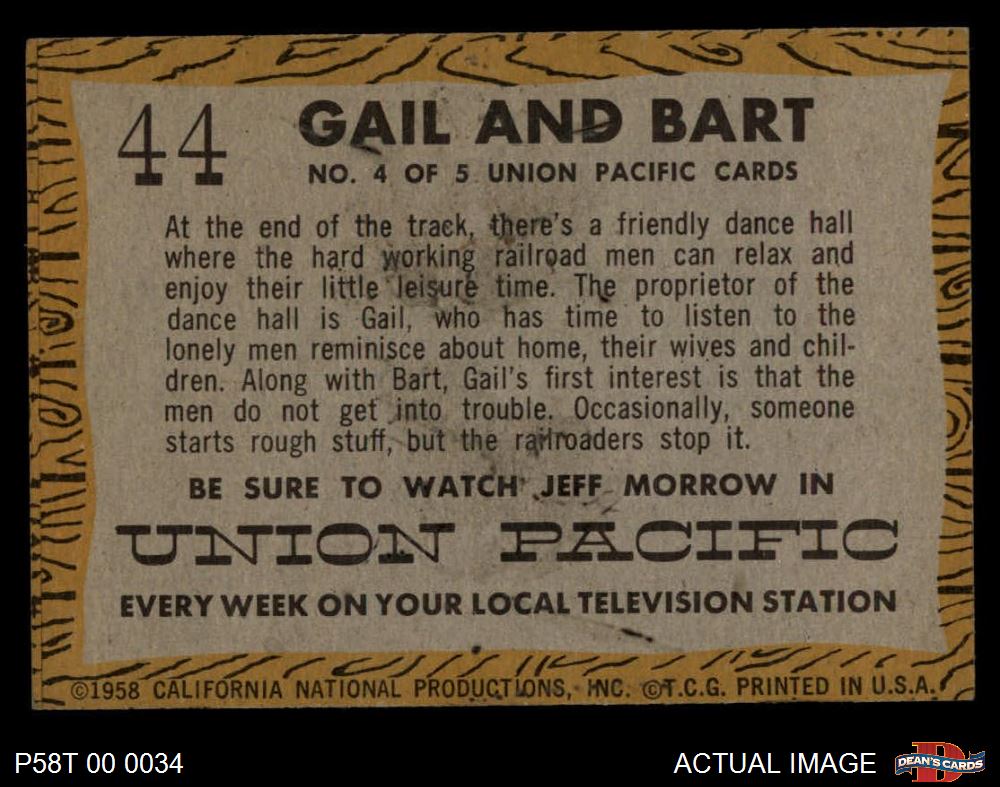 44
GAIL AND BART
NO. 4 OF 5 UNION PACIFIC CARDS
At the end of the track, there's a friendly dance hall
where the hard working railroad men can relax and
enjoy their little leisure time. The proprietor of the
dance hall is Gail, who has time to listen to the
lonely men reminisce about home, their wives and chil-
dren. Along with Bart, Gail's first interest is that the
men do not get into trouble. Occasionally, someone
starts rough stuff, but the railroaders stop it.
BE SURE TO WATCH JEFF MORROW IN
UNION PACIFIC
EVERY WEEK ON YOUR LOCAL TELEVISION STATION
©1958 CALIFORNIA NATIONAL PRODUCTIONS, INC. ©T.C.G. PRINTED IN U.S.A.
P58T 00 0034
ACTUAL IMAGE
D
DEAN'S CARDS